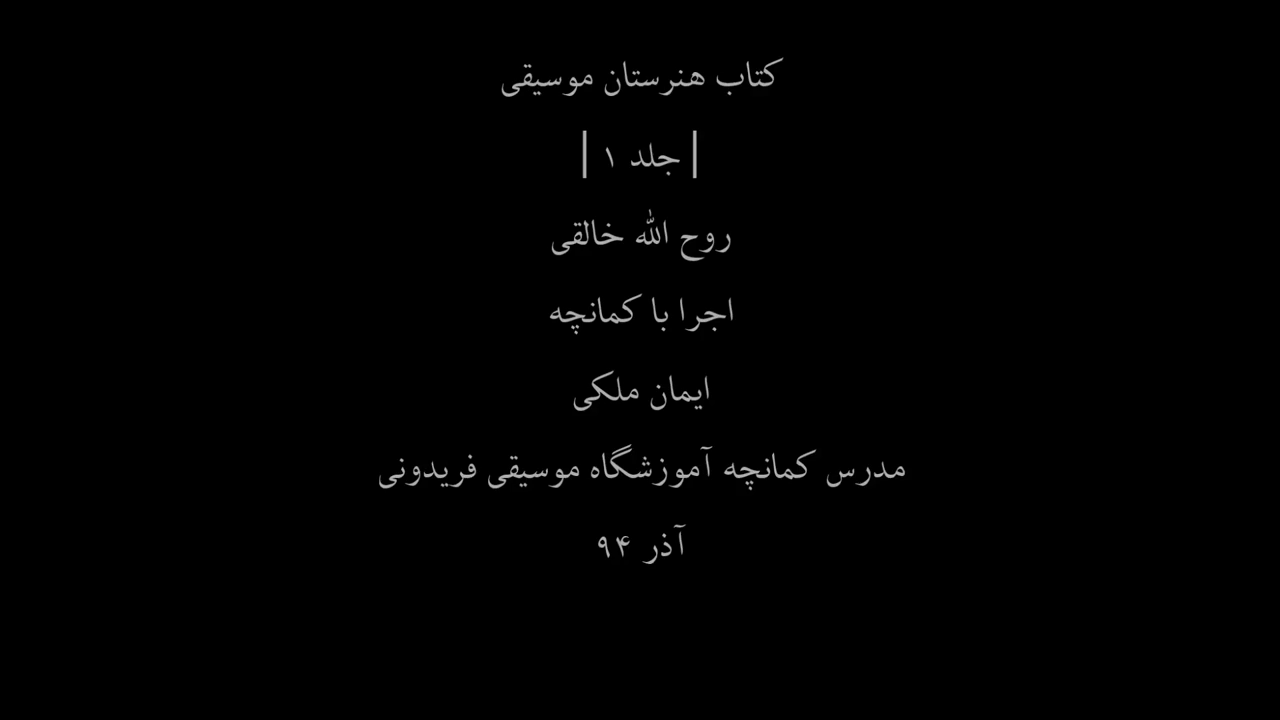 کتاب هنرستان موسیقی
| جلد ۱ |
روح الله خالقی
اجرا با کمانچه
ایمان ملکی
مدرس کمانچه آموزشگاه موسیقی فریدونی
آذر ۹۴